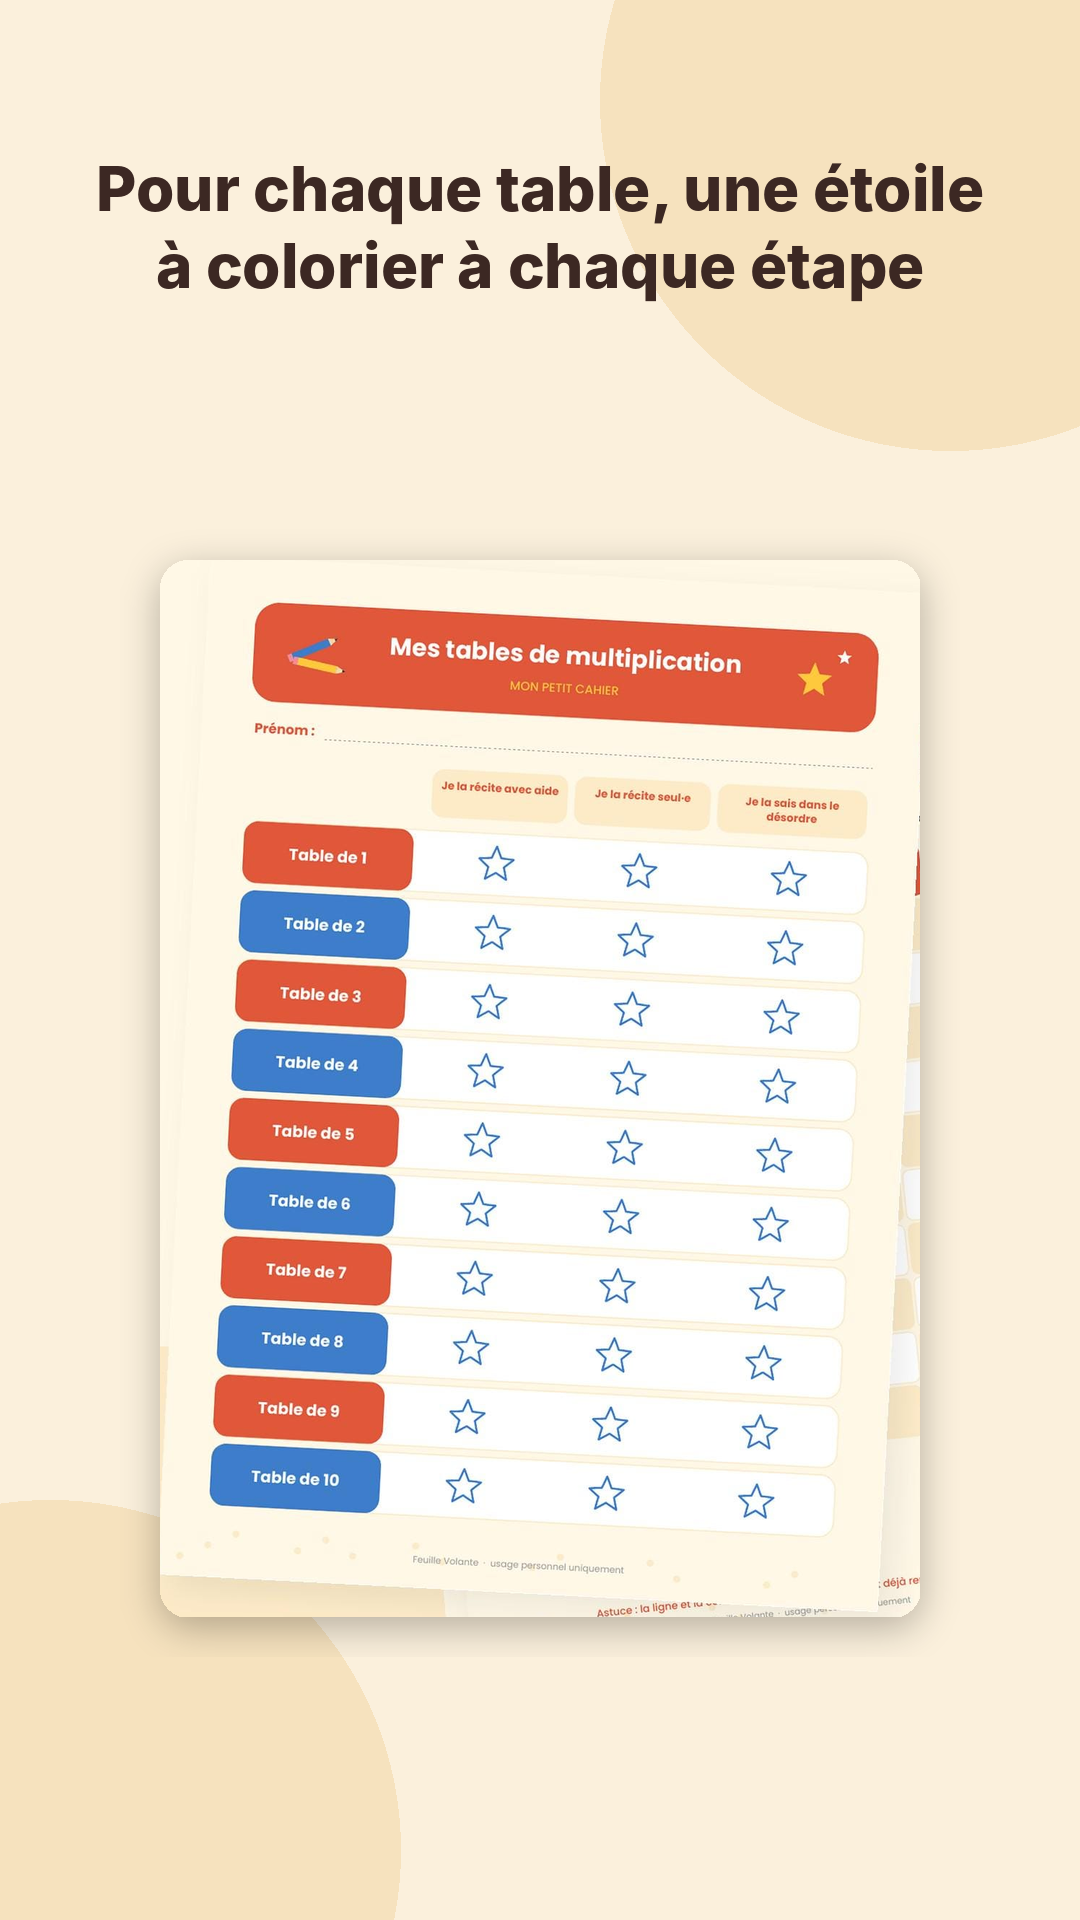 Pour chaque table, une étoile
à colorier à chaque étape
Mes tables de multiplication
MON PETIT CAHIER
Prénom :
Je la récite avec aide
Je la récite seul·e
Je la sais dans le
désordre
Table de 1
Table de 2
Table de 3
Table de 4
Table de 5
Table de 6
Table de 7
Table de 8
Table de 9
Table de 10
Feuille Volante · usage personnel uniquement
Astuce : la ligne et la
déjà
Volante · usage